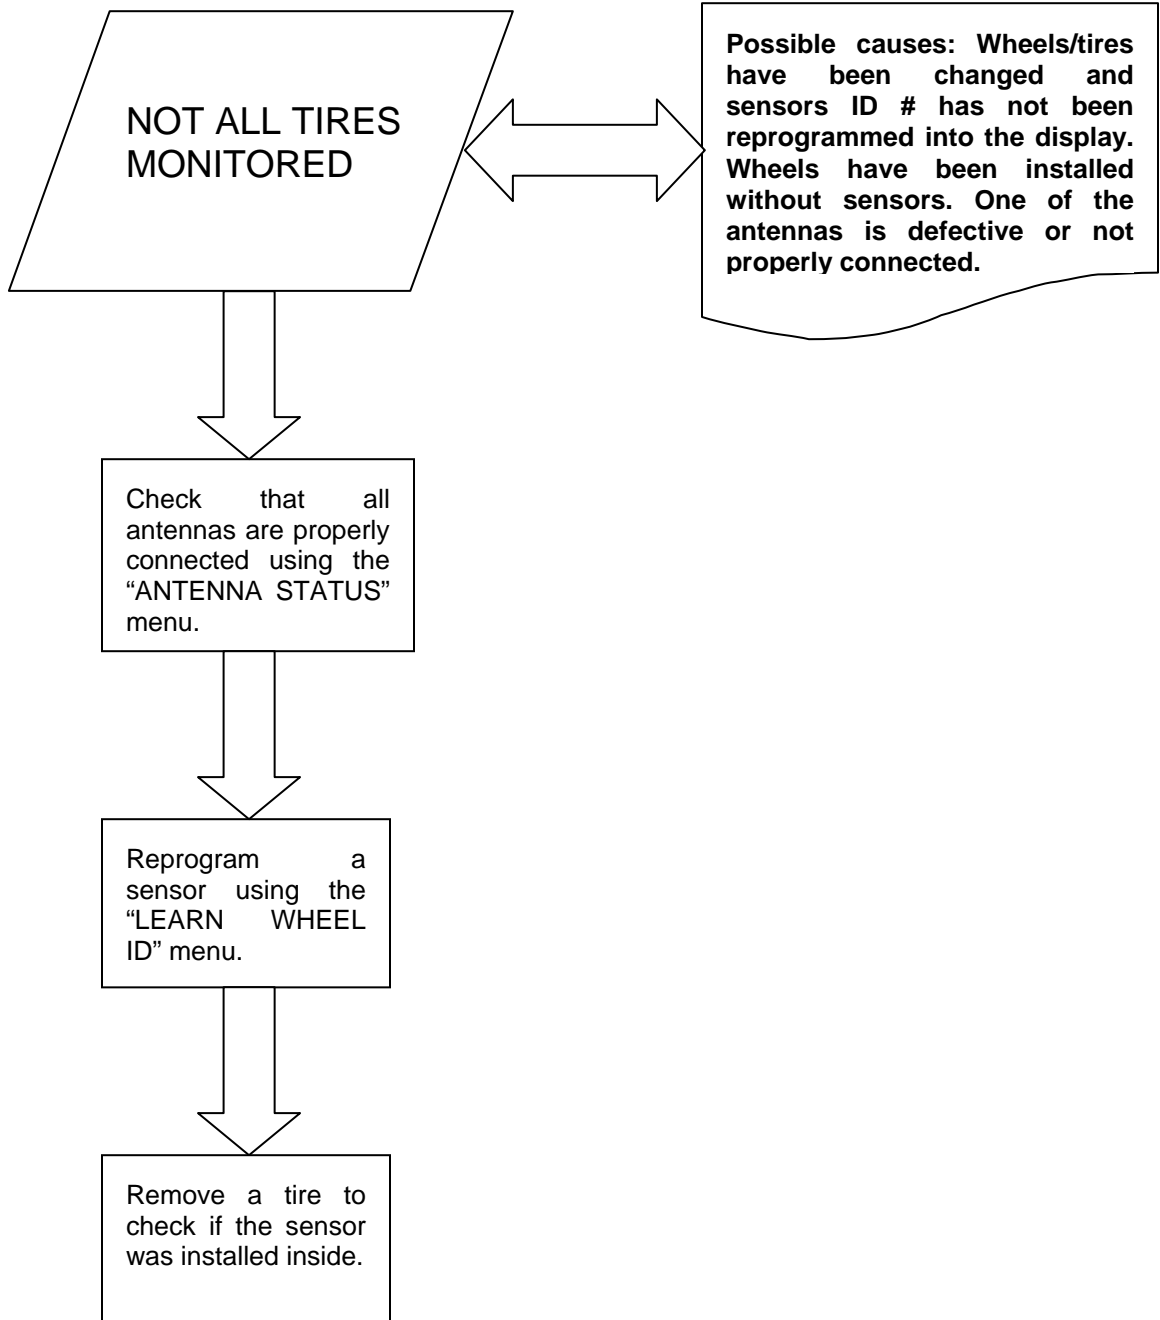 NOT ALL TIRES
MONITORED
Possible causes: Wheels/tires
have been changed and
sensors ID # has not been
reprogrammed into the display.
Wheels have been installed
without sensors. One of the
antennas is defective or not
properly connected.
Check that all
antennas are properly
connected using the
“ANTENNA STATUS”
menu.
Reprogram a
sensor using the
“LEARN WHEEL
ID” menu.
Remove a tire to
check if the sensor
was installed inside.